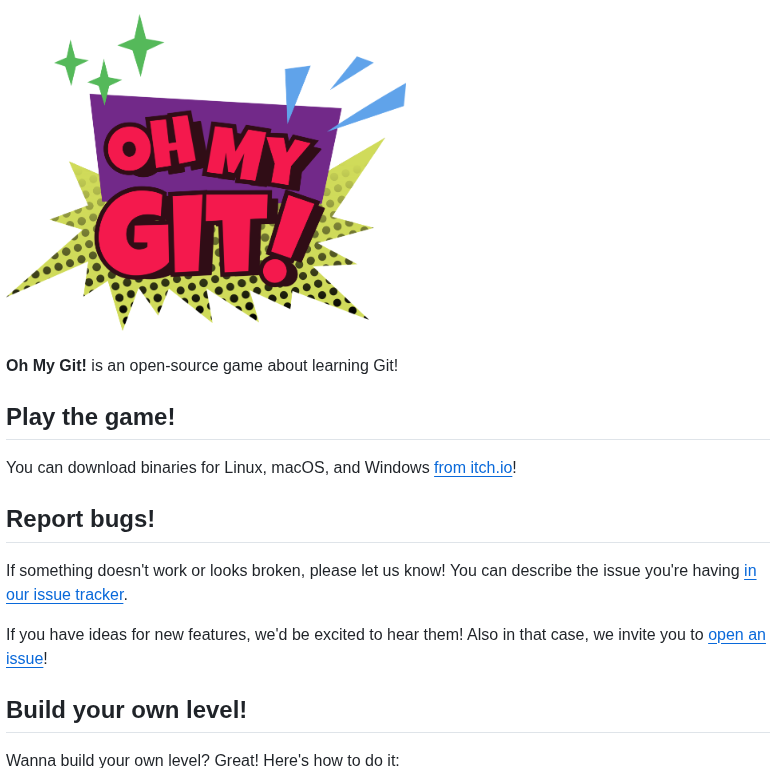 OH MY
GIT!
Oh My Git! is an open-source game about learning Git!
Play the game!
You can download binaries for Linux, macOS, and Windows from itch.io!
Report bugs!
If something doesn't work or looks broken, please let us know! You can describe the issue you're having in
our issue tracker.
If you have ideas for new features, we'd be excited to hear them! Also in that case, we invite you to open an
issue!
Build your own level!
Wanna build your own level? Great! Here's how to do it: